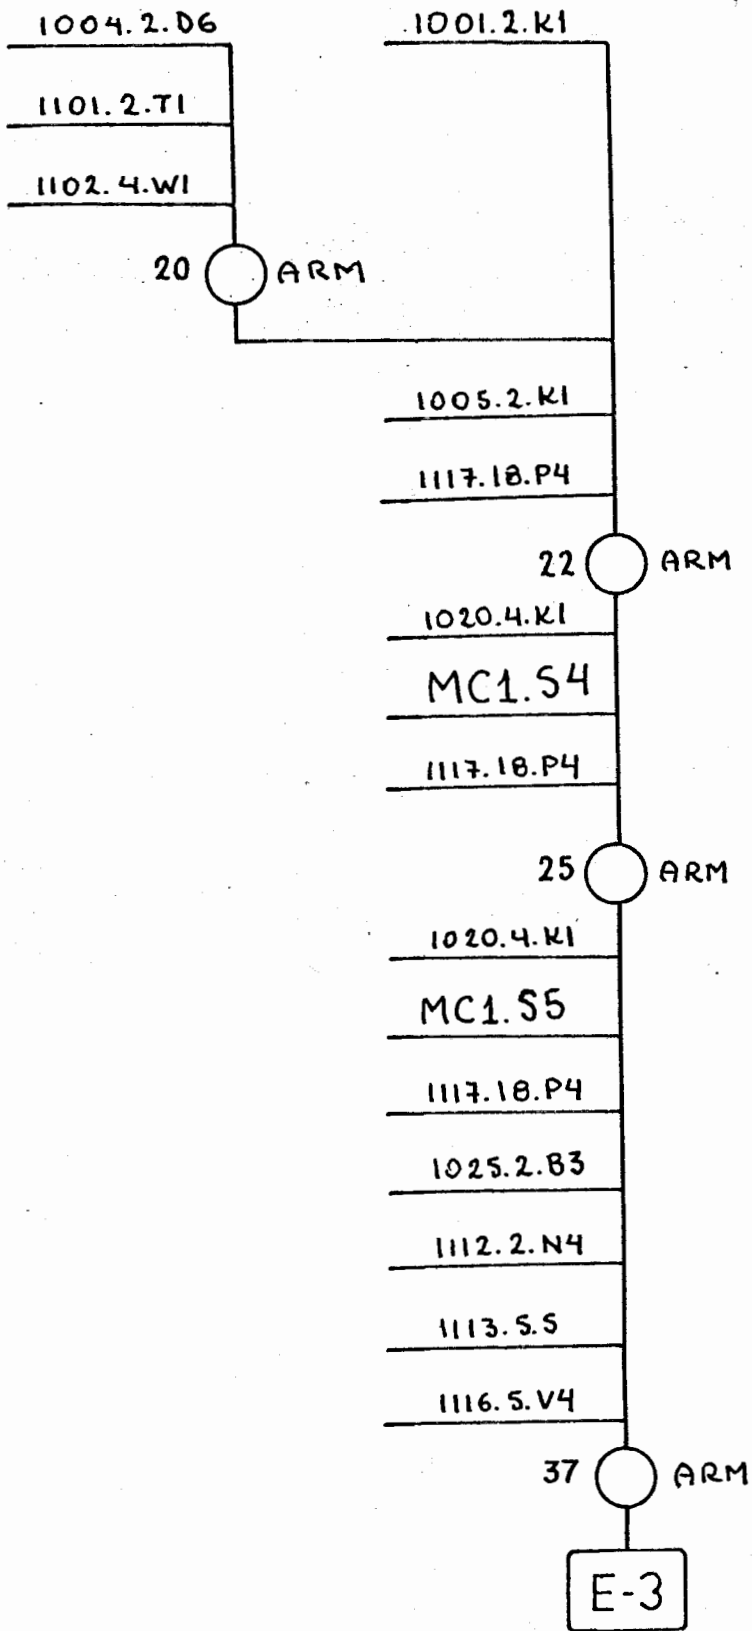 1004.2.D6
1001.2.K1
1101.2.T1
1102.4.W1
20 ARM
1005.2.K1
1117.18.P4
22 ARM
1020.4.K1
MC1.S4
1117.18.P4
25 ARM
1020.4.K1
MC1.S5
1117.18.P4
1025.2.B3
1112.2.N4
1113.5.5
1116.5.V4
37 ARM
E-3